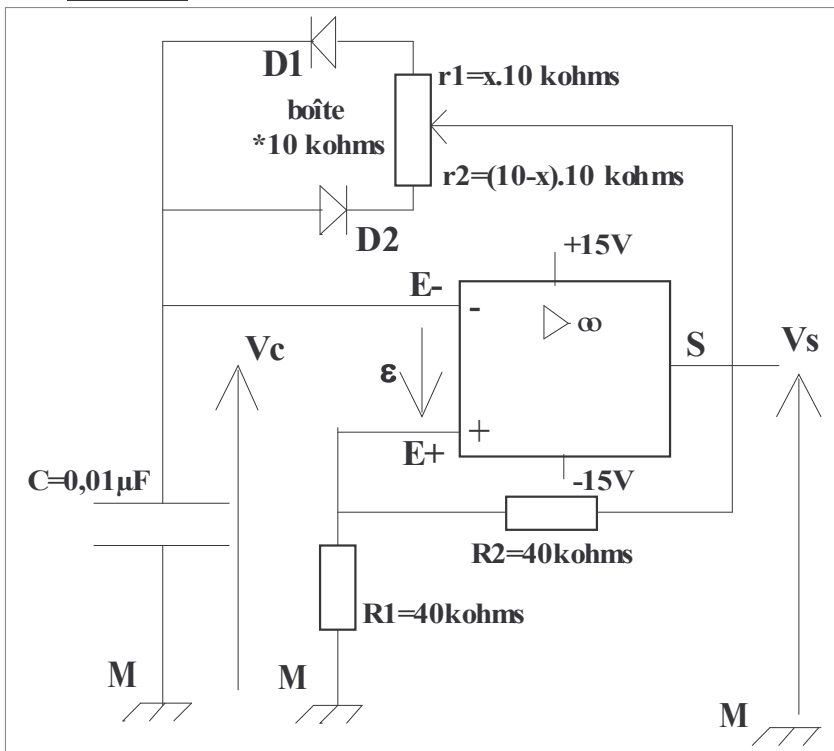 D1
r1=x.10 kohms
boîte
*10 kohms
r2=(10-x).10 kohms
D2
+15V
E-
-
∞
S
Vs
Vc
ε
+
E+
-15V
C=0,01µF
R2=40kohms
R1=40kohms
M
M
M